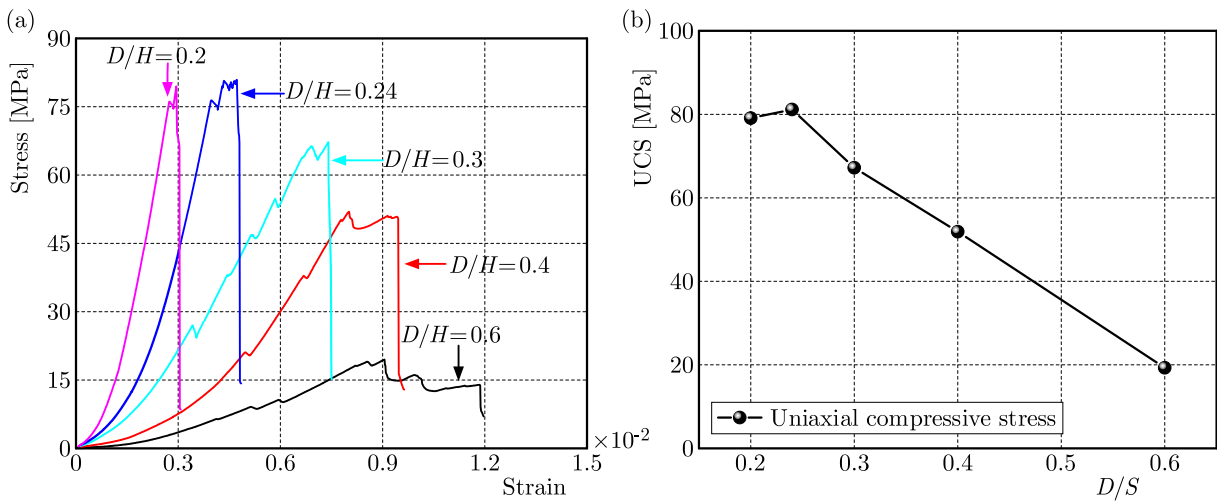 (a)
Stress [MPa]
90
75
60
45
30
15
0
D/H=0.2
D/H=0.24
D/H=0.3
D/H=0.4
D/H=0.6
×10-2
0 0.3 0.6 0.9 1.2 1.5
Strain
(b)
UCS [MPa]
100
80
60
40
20
0
Uniaxial compressive stress
0.2 0.3 0.4 0.5 0.6
D/S